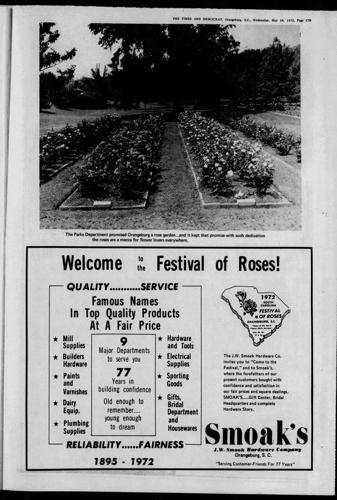 THE TIMES AND DEMOCRAT, Orangeburg, S.C., Wednesday, May 10, 1972, Page
The Parks Department promised Orangeburg a rose garden...and it kept that promise with such dedication
the roses are a mecca for flower lovers everywhere.
Welcome to the Festival of Roses!
QUALITY...........SERVICE
Famous Names
In Top Quality Products
At A Fair Price
★ Mill
Supplies
★ Builders
Hardware
★ Paints
and
Varnishes
★ Dairy
Equip.
★ Plumbing
Supplies
9
Major Departments
to serve you
77
Years in
building confidence
Old enough to
remember....
young enough
to dream
★ Hardware
and Tools
★ Electrical
Supplies
★ Sporting
Goods
★ Gifts,
Bridal
Department
and
Housewares
RELIABILITY......FAIRNESS
1895 - 1972
1972
SOUTH
CAROLINA
FESTIVAL
OF ROSES
ORANGEBURG, S.C.
The J.W. Smoak Hardware Co.
invites you to "Come to the
Festival," and to Smoak's,
where the forefathers of our
present customers bought with
confidence and satisfaction in
our fair prices and square dealings.
SMOAK'S....Gift Center, Bridal
Headquarters and complete
Hardware Store.
Smoak's
J.W. Smoak Hardware Company
Orangeburg, S. C.
"Serving Customer-Friends For 77 Years"